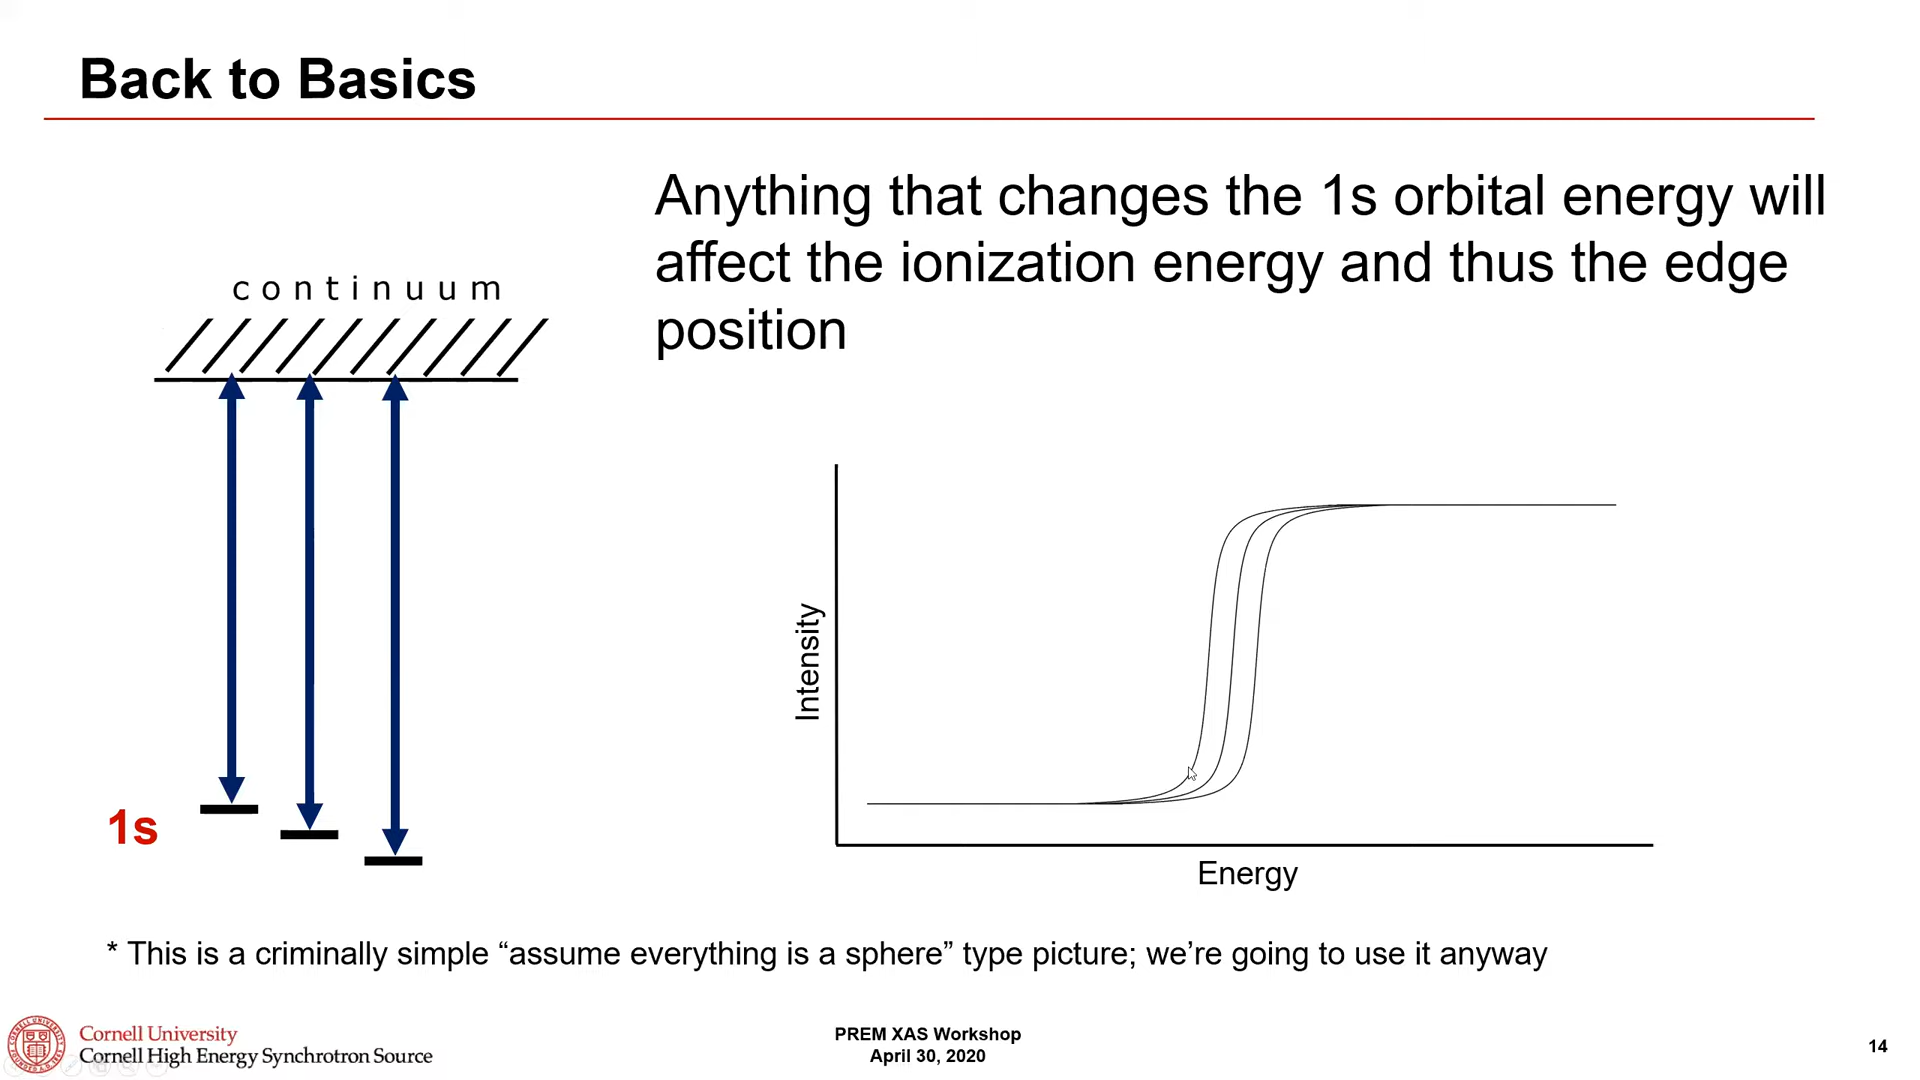 Back to Basics
Anything that changes the 1s orbital energy will
affect the ionization energy and thus the edge
position
continuum
1s
Intensity
Energy
* This is a criminally simple “assume everything is a sphere” type picture; we’re going to use it anyway
Cornell University
Cornell High Energy Synchrotron Source
PREM XAS Workshop
April 30, 2020
14